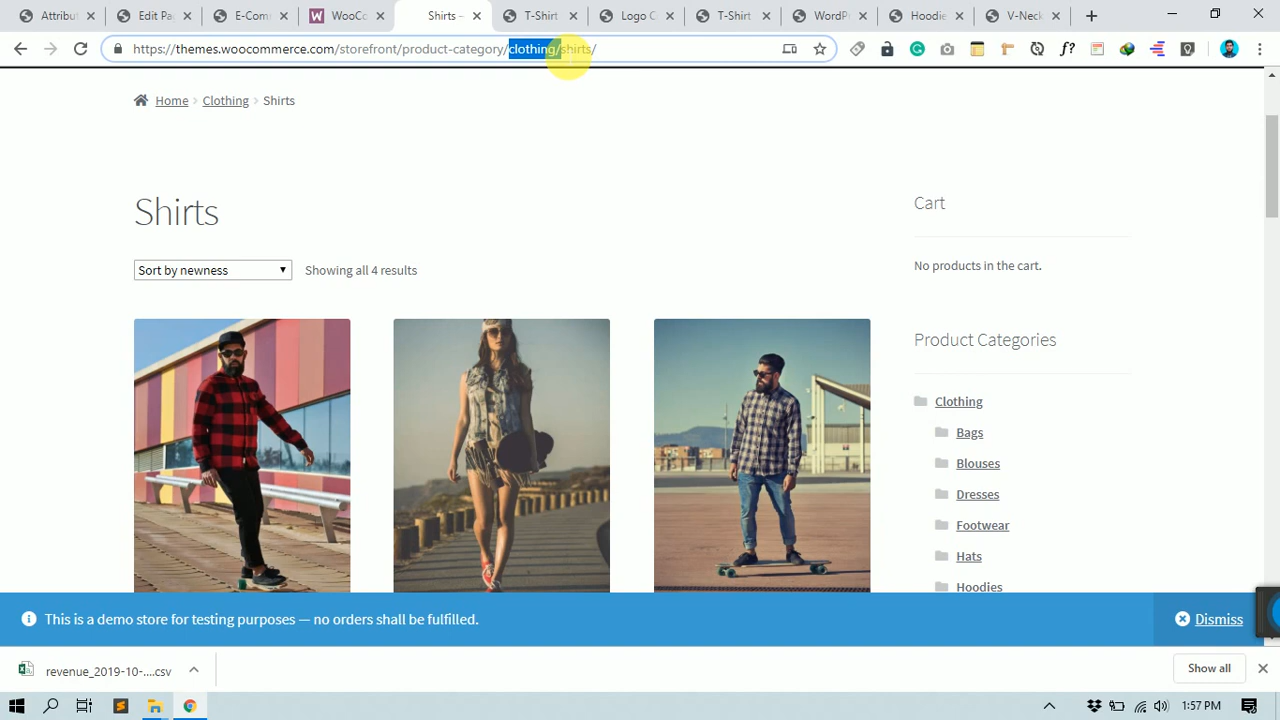 Attribut
Edit Pa
E-Com
WooCo
Shirts –
T-Shirt
Logo C
T-Shirt
WordP
Hoodie
V-Neck
https://themes.woocommerce.com/storefront/product-category/clothing/shirts/
f?
Home > Clothing > Shirts
Shirts
Cart
Sort by newness
Showing all 4 results
No products in the cart.
Product Categories
Clothing
Bags
Blouses
Dresses
Footwear
Hats
Hoodies
This is a demo store for testing purposes — no orders shall be fulfilled.
Dismiss
revenue_2019-10-....csv
Show all
1:57 PM